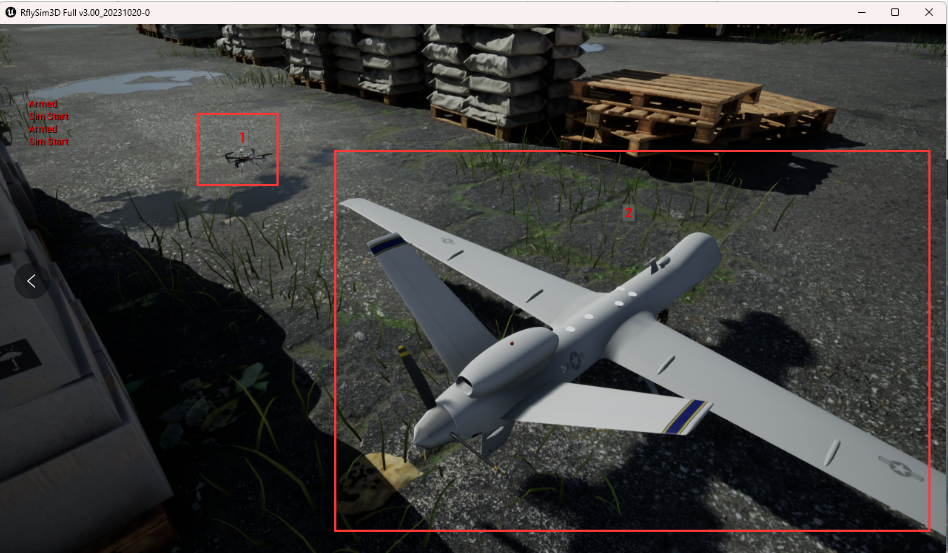 RflySim3D Full v3.00_20231020-0
Armed
Sim Start
Armed
Sim Start
1
2